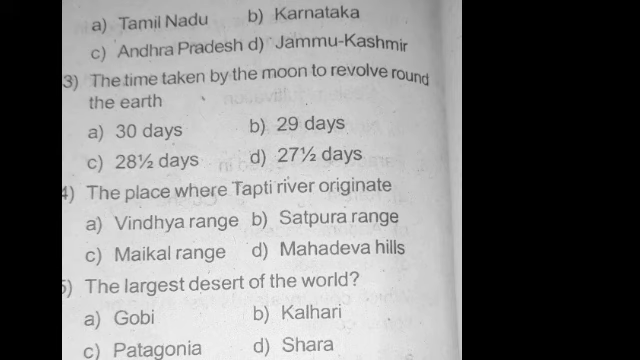 a) Tamil Nadu b) Karnataka
c) Andhra Pradesh d) Jammu-Kashmir
3) The time taken by the moon to revolve round
the earth
a) 30 days b) 29 days
c) 28½ days d) 27½ days
4) The place where Tapti river originate
a) Vindhya range b) Satpura range
c) Maikal range d) Mahadeva hills
5) The largest desert of the world?
a) Gobi b) Kalhari
c) Patagonia d) Shara